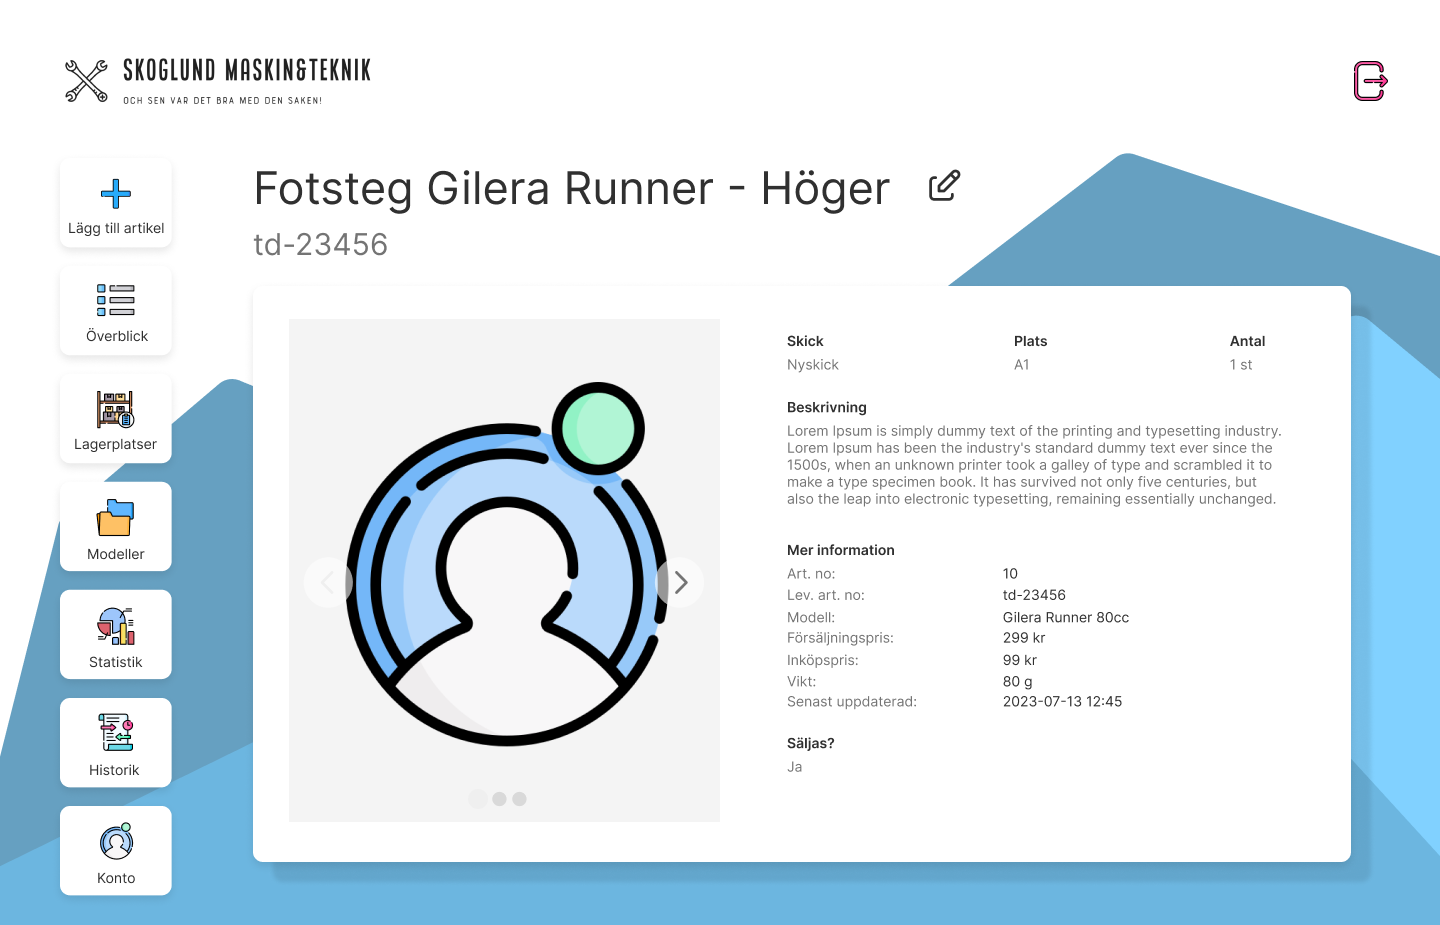 SKOGLUND MASKIN&TEKNIK
OCH SEN VAR DET BRA MED DEN SAKEN!
Lägg till artikel
Överblick
Lagerplatser
Modeller
Statistik
Historik
Konto
Fotsteg Gilera Runner - Höger
td-23456
Skick Plats Antal
Nyskick A1 1 st
Beskrivning
Lorem Ipsum is simply dummy text of the printing and typesetting industry.
Lorem Ipsum has been the industry's standard dummy text ever since the
1500s, when an unknown printer took a galley of type and scrambled it to
make a type specimen book. It has survived not only five centuries, but
also the leap into electronic typesetting, remaining essentially unchanged.
Mer information
Art. no: 10
Lev. art. no: td-23456
Modell: Gilera Runner 80cc
Försäljningspris: 299 kr
Inköpspris: 99 kr
Vikt: 80 g
Senast uppdaterad: 2023-07-13 12:45
Säljas?
Ja